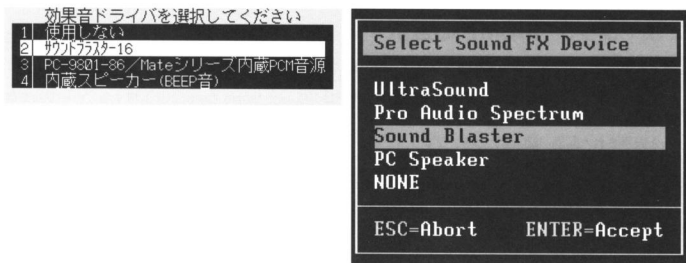 効果音ドライバを選択してください
1 使用しない
2 サウンドブラスター16
3 PC-9801-86/Mateシリーズ内蔵PCM音源
4 内蔵スピーカー(BEEP音)
Select Sound FX Device
UltraSound
Pro Audio Spectrum
Sound Blaster
PC Speaker
NONE
ESC=Abort ENTER=Accept